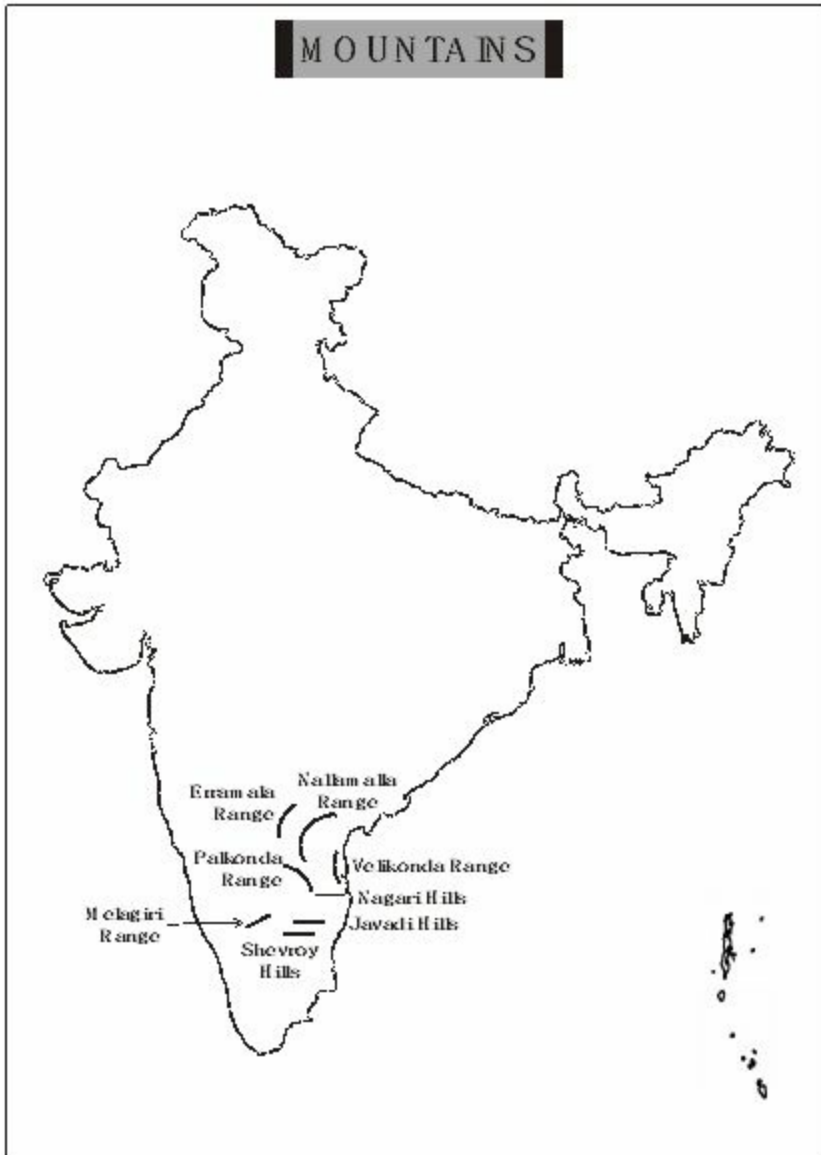 MOUNTAINS
Erramala
Range
Nallamalla
Range
Palkonda
Range
Velikonda Range
Nagari Hills
Melagiri
Range
Javadi Hills
Shevroy
Hills